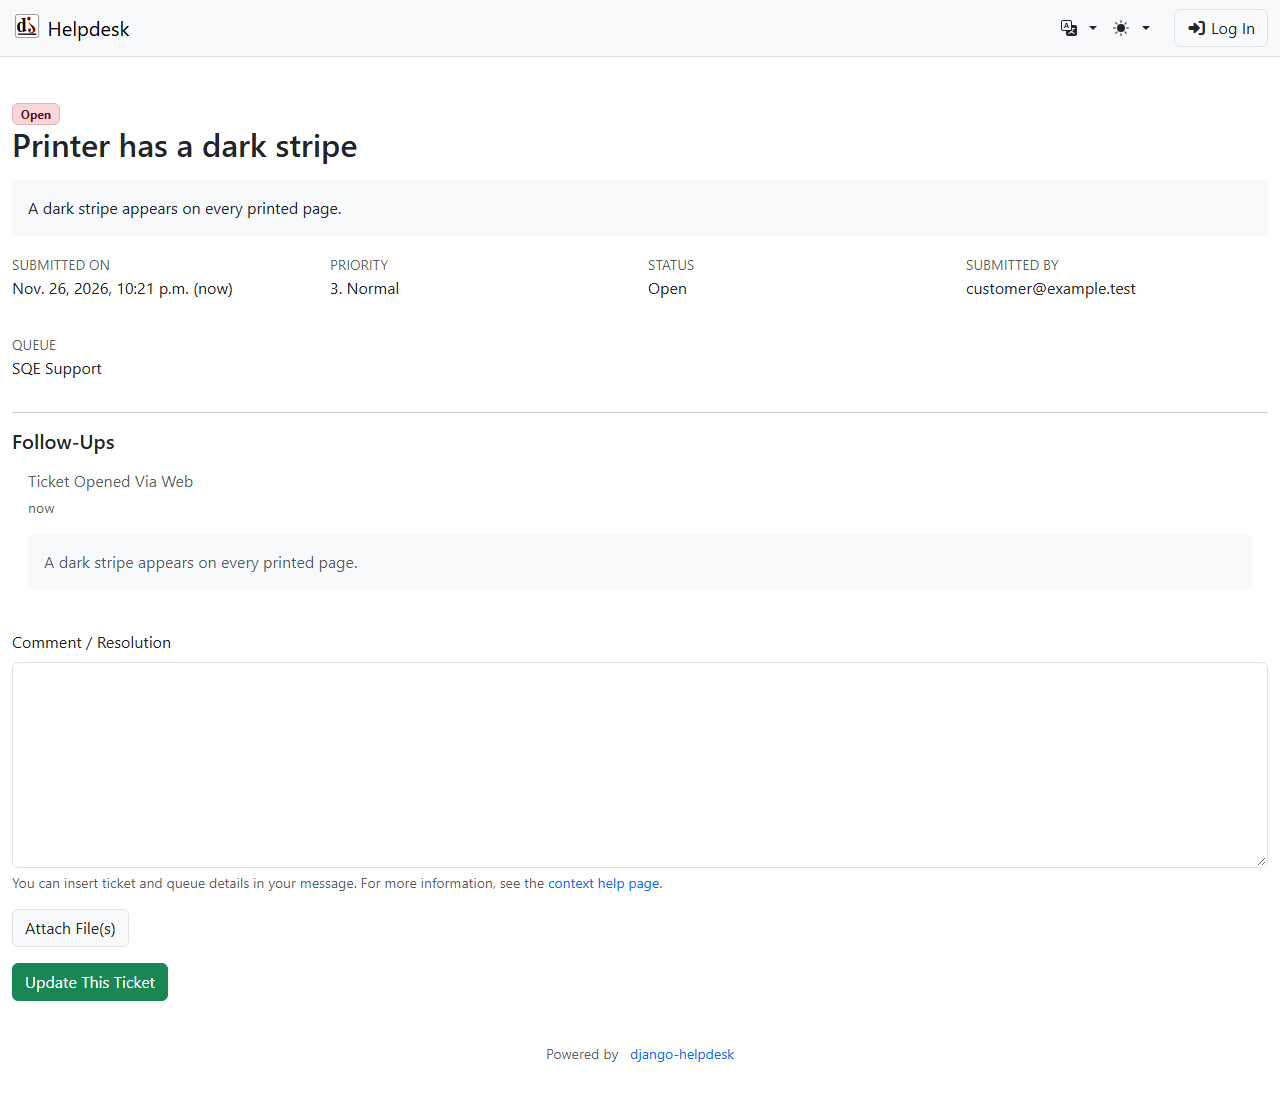 Helpdesk
Log In
Open
Printer has a dark stripe
A dark stripe appears on every printed page.
SUBMITTED ON
Nov. 26, 2026, 10:21 p.m. (now)
PRIORITY
3. Normal
STATUS
Open
SUBMITTED BY
customer@example.test
QUEUE
SQE Support
Follow-Ups
Ticket Opened Via Web
now
A dark stripe appears on every printed page.
Comment / Resolution
You can insert ticket and queue details in your message. For more information, see the context help page.
Attach File(s)
Update This Ticket
Powered by django-helpdesk